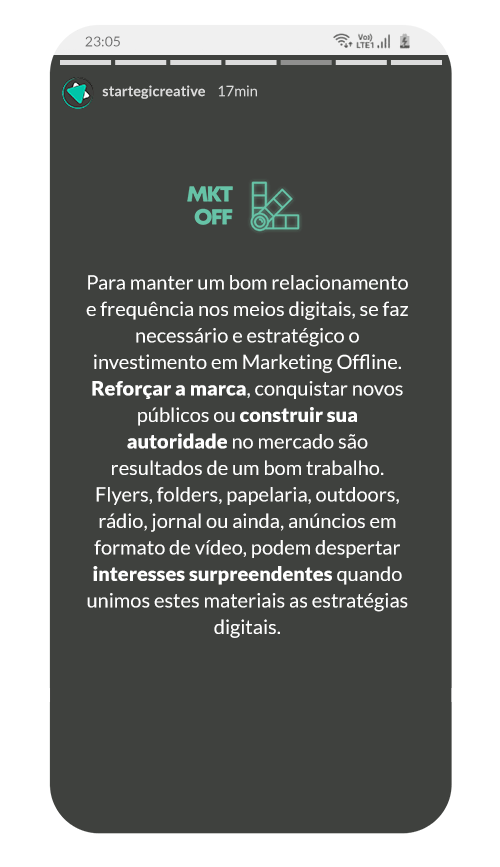 23:05
Vo))
LTE1
startegicreative 17min
MKT
OFF
Para manter um bom relacionamento
e frequência nos meios digitais, se faz
necessário e estratégico o
investimento em Marketing Offline.
Reforçar a marca, conquistar novos
públicos ou construir sua
autoridade no mercado são
resultados de um bom trabalho.
Flyers, folders, papelaria, outdoors,
rádio, jornal ou ainda, anúncios em
formato de vídeo, podem despertar
interesses surpreendentes quando
unimos estes materiais as estratégias
digitais.